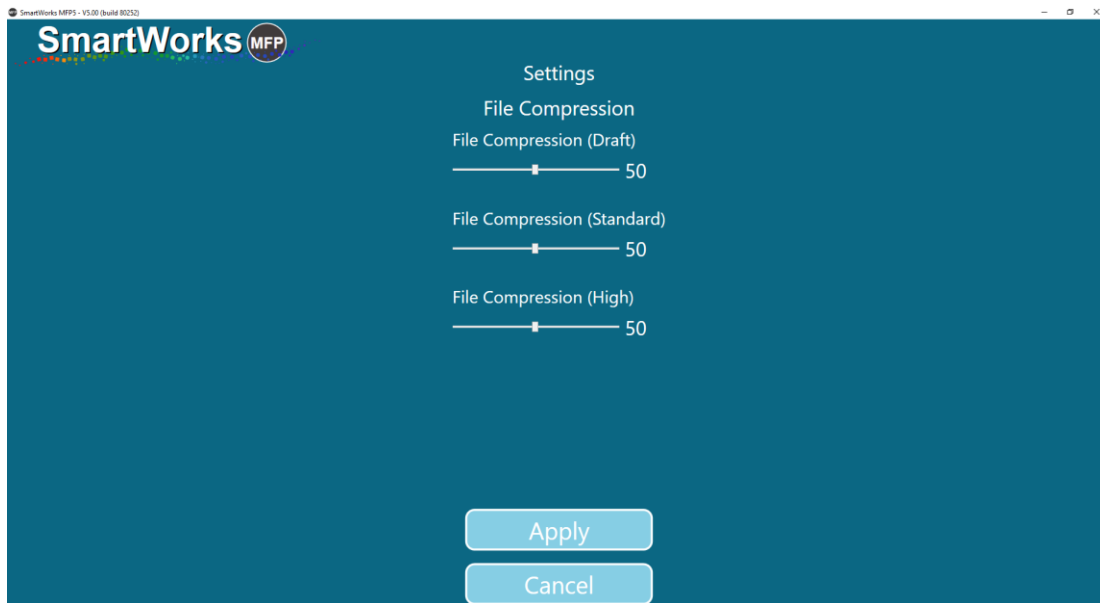 SmartWorks MFP5 - V5.00 (build 80252)
SmartWorks MFP
Settings
File Compression
File Compression (Draft)
50
File Compression (Standard)
50
File Compression (High)
50
Apply
Cancel